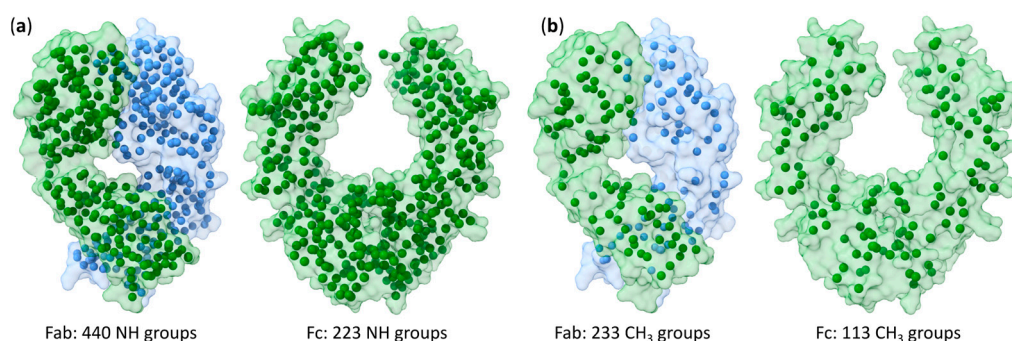 (a)
(b)
Fab: 440 NH groups
Fc: 223 NH groups
Fab: 233 CH₃ groups
Fc: 113 CH₃ groups